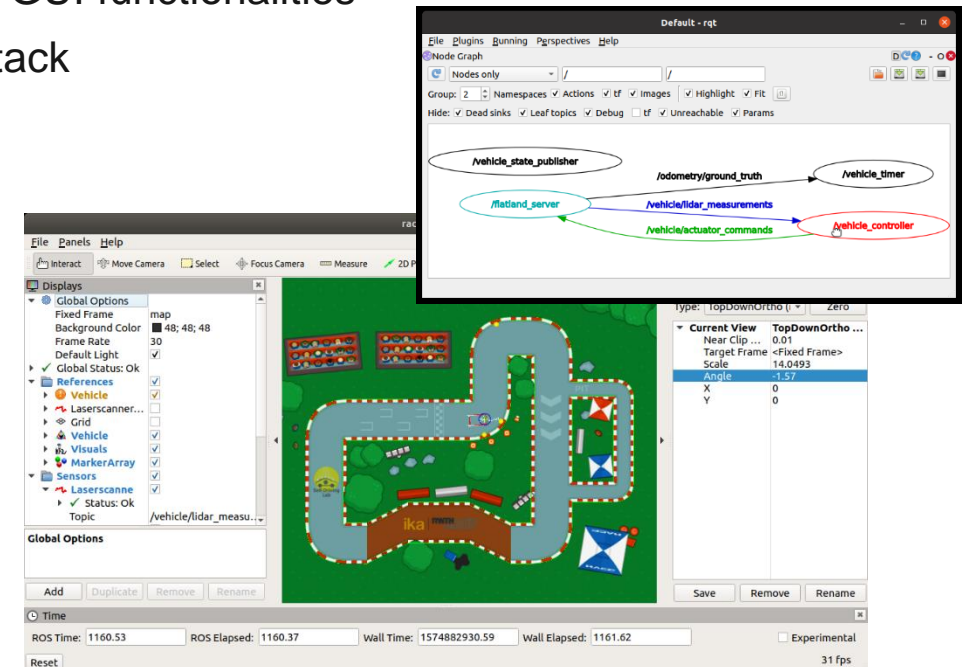 functionalities
tack
Default - rqt
File Plugins Running Perspectives Help
Node Graph
D - O
Nodes only / /
Group: 2 Namespaces Actions tf Images Highlight Fit
Hide: Dead sinks Leaf topics Debug tf Unreachable Params
/vehicle_state_publisher
/odometry/ground_truth
/vehicle_timer
/flatland_server
/vehicle/lidar_measurements
/vehicle_controller
/vehicle/actuator_commands
rac
File Panels Help
Interact Move Camera Select Focus Camera Measure 2D P
Displays
Global Options
Fixed Frame map
Background Color 48; 48; 48
Frame Rate 30
Default Light
Global Status: Ok
References
Vehicle
Laserscanner...
Grid
Vehicle
Visuals
MarkerArray
Sensors
Laserscanne
Status: Ok
Topic /vehicle/lidar_measu...
Global Options
Add Duplicate Remove Rename
PIT
ika
Type: TopDownOrtho (r Zero
Current View TopDownOrtho ...
Near Clip ... 0.01
Target Frame <Fixed Frame>
Scale 14.0493
Angle -1.57
X 0
Y 0
Save Remove Rename
Time
ROS Time: 1160.53 ROS Elapsed: 1160.37 Wall Time: 1574882930.59 Wall Elapsed: 1161.62 Experimental
Reset 31 fps